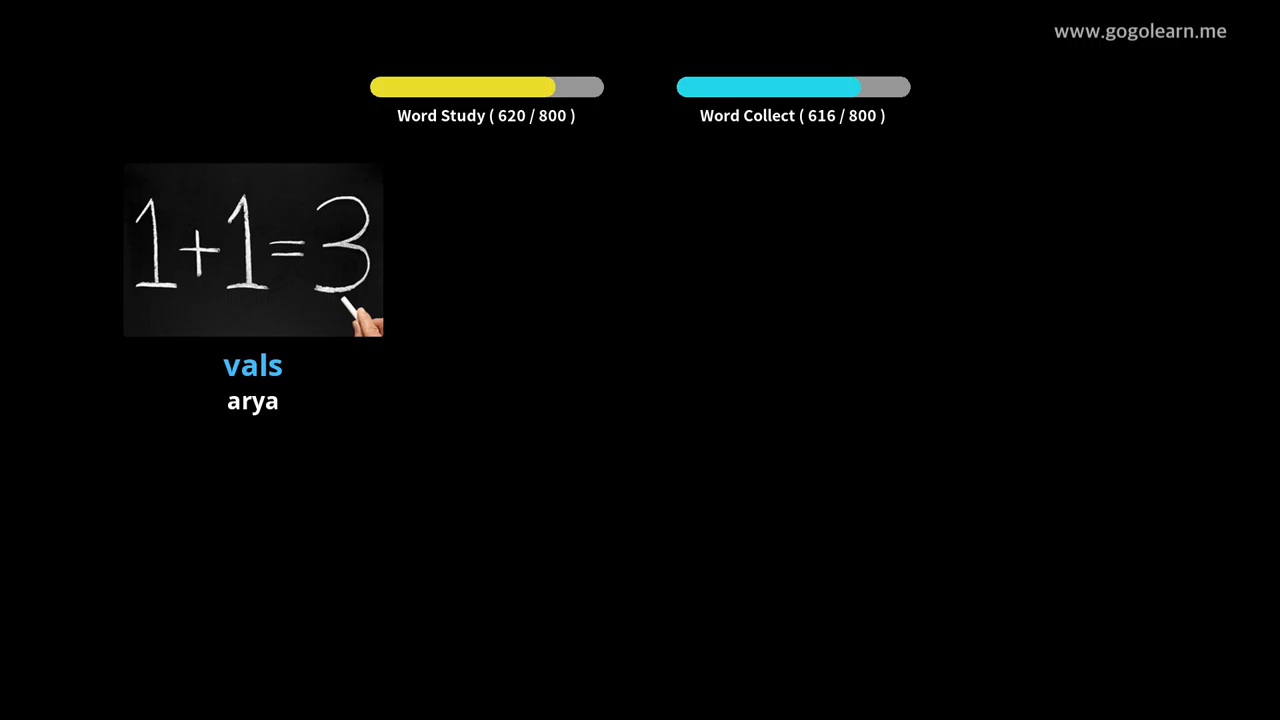 www.gogolearn.me
Word Study ( 620 / 800 )
Word Collect ( 616 / 800 )
1+1=3
vals
arya